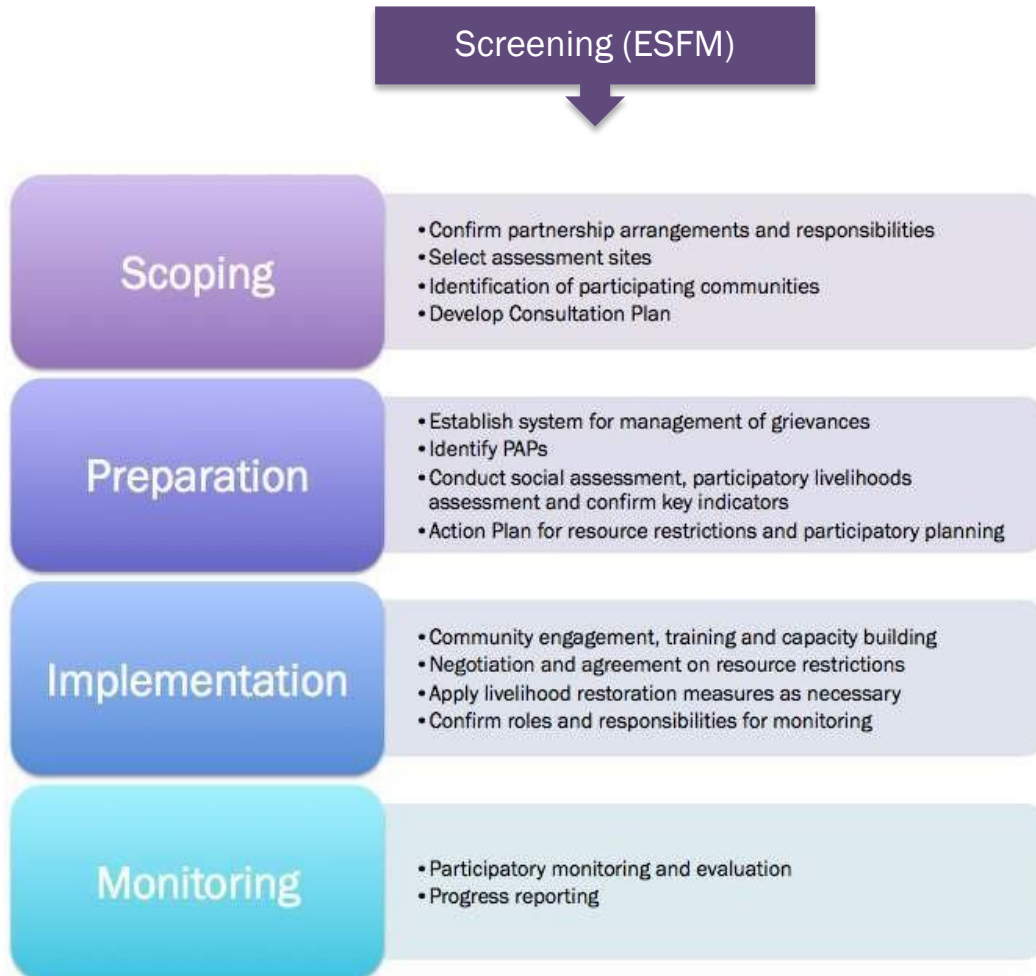 Screening (ESFM)
Scoping
•Confirm partnership arrangements and responsibilities
•Select assessment sites
•Identification of participating communities
•Develop Consultation Plan
Preparation
•Establish system for management of grievances
•Identify PAPs
•Conduct social assessment, participatory livelihoods
assessment and confirm key indicators
•Action Plan for resource restrictions and participatory planning
Implementation
•Community engagement, training and capacity building
•Negotiation and agreement on resource restrictions
•Apply livelihood restoration measures as necessary
•Confirm roles and responsibilities for monitoring
Monitoring
•Participatory monitoring and evaluation
•Progress reporting